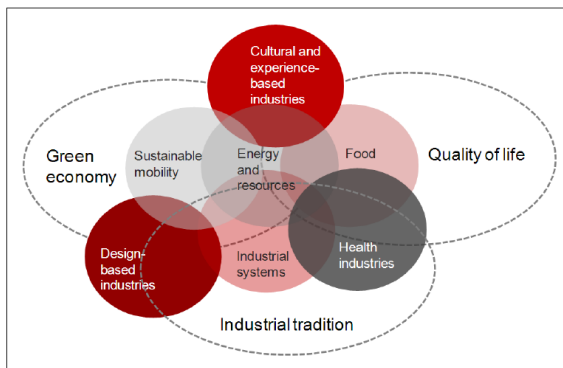 Cultural and
experience-
based
industries
Green
economy
Sustainable
mobility
Energy
and
resources
Food
Quality of life
Design-
based
industries
Industrial
systems
Health
industries
Industrial tradition